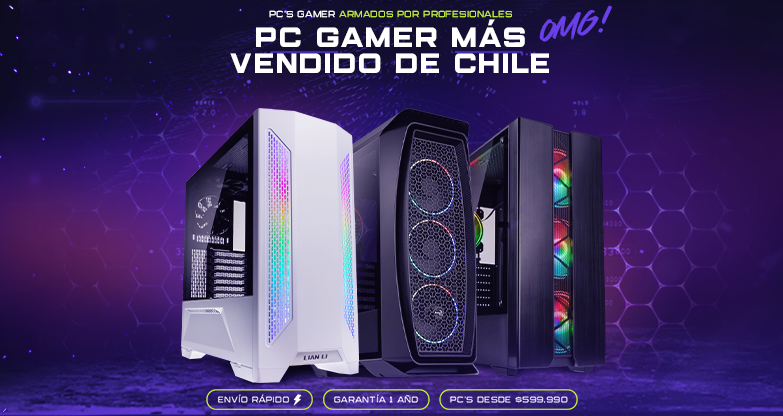 PC'S GAMER ARMADOS POR PROFESIONALES
PC GAMER MÁS
OMG!
VENDIDO DE CHILE
LIAN LI
ENVÍO RÁPIDO
GARANTÍA 1 AÑO
PC'S DESDE $599.990